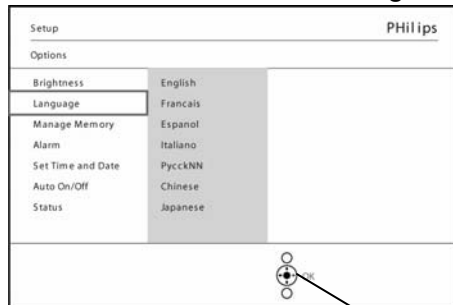 Setup
PHilips
Options
Brightness
Language
Manage Memory
Alarm
Set Time and Date
Auto On/Off
Status
English
Francais
Espanol
Italiano
PycckNN
Chinese
Japanese
OK